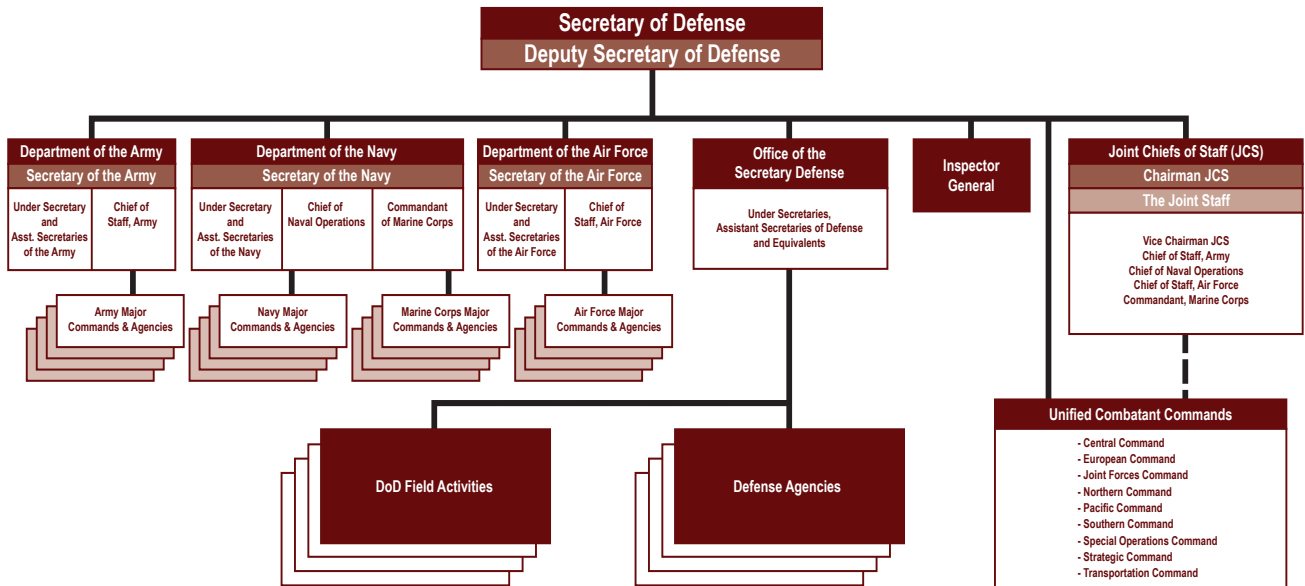 Secretary of Defense
Deputy Secretary of Defense
Department of the Army
Secretary of the Army
Under Secretary
and
Asst. Secretaries
of the Army
Chief of
Staff, Army
Army Major
Commands & Agencies
Department of the Navy
Secretary of the Navy
Under Secretary
and
Asst. Secretaries
of the Navy
Chief of
Naval Operations
Commandant
of Marine Corps
Navy Major
Commands & Agencies
Marine Corps Major
Commands & Agencies
Department of the Air Force
Secretary of the Air Force
Under Secretary
and
Asst. Secretaries
of the Air Force
Chief of
Staff, Air Force
Air Force Major
Commands & Agencies
Office of the
Secretary Defense
Under Secretaries,
Assistant Secretaries of Defense
and Equivalents
Inspector
General
Joint Chiefs of Staff (JCS)
Chairman JCS
The Joint Staff
Vice Chairman JCS
Chief of Staff, Army
Chief of Naval Operations
Chief of Staff, Air Force
Commandant, Marine Corps
DoD Field Activities
Defense Agencies
Unified Combatant Commands
- Central Command
- European Command
- Joint Forces Command
- Northern Command
- Pacific Command
- Southern Command
- Special Operations Command
- Strategic Command
- Transportation Command